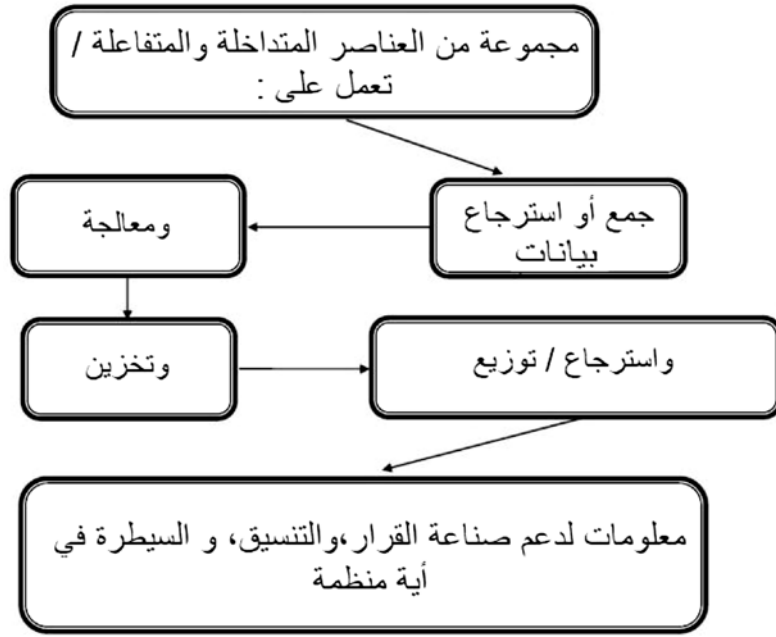 مجموعة من العناصر المتداخلة والمتفاعلة /
تعمل على :
جمع أو استرجاع
بيانات
ومعالجة
وتخزين
واسترجاع / توزيع
معلومات لدعم صناعة القرار،والتنسيق، و السيطرة في
أية منظمة